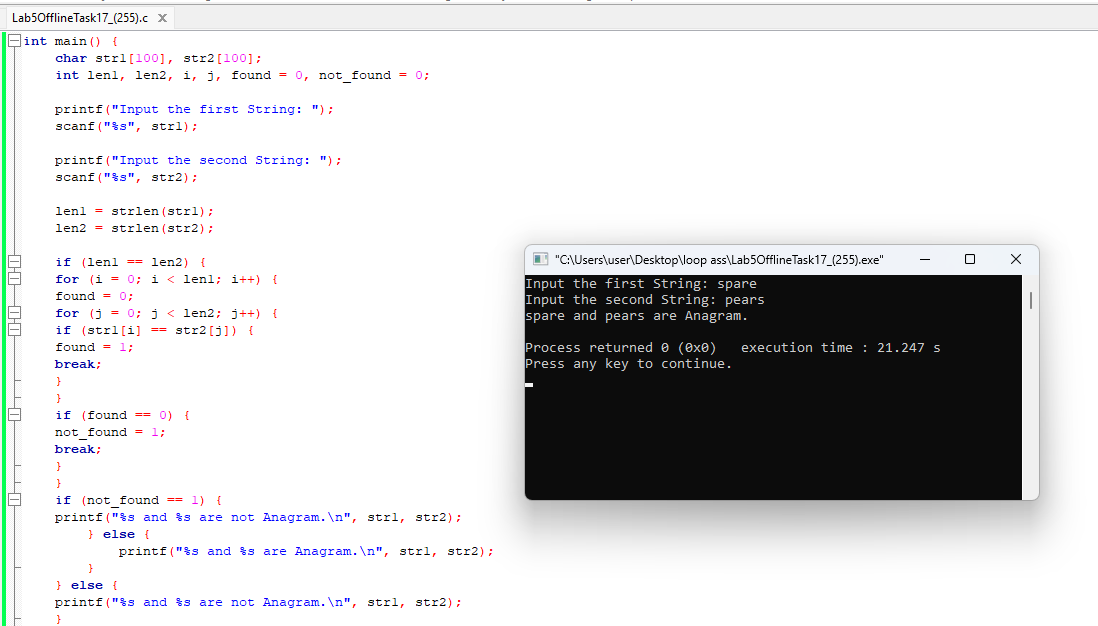 Lab5OfflineTask17_(255).c
int main() {
char str1[100], str2[100];
int len1, len2, i, j, found = 0, not_found = 0;
printf("Input the first String: ");
scanf("%s", str1);
printf("Input the second String: ");
scanf("%s", str2);
len1 = strlen(str1);
len2 = strlen(str2);
if (len1 == len2) {
for (i = 0; i < len1; i++) {
found = 0;
for (j = 0; j < len2; j++) {
if (str1[i] == str2[j]) {
found = 1;
break;
}
}
if (found == 0) {
not_found = 1;
break;
}
}
if (not_found == 1) {
printf("%s and %s are not Anagram.\n", str1, str2);
} else {
printf("%s and %s are Anagram.\n", str1, str2);
}
} else {
printf("%s and %s are not Anagram.\n", str1, str2);
}
"C:\Users\user\Desktop\loop ass\Lab5OfflineTask17_(255).exe"
Input the first String: spare
Input the second String: pears
spare and pears are Anagram.
Process returned 0 (0x0)   execution time : 21.247 s
Press any key to continue.